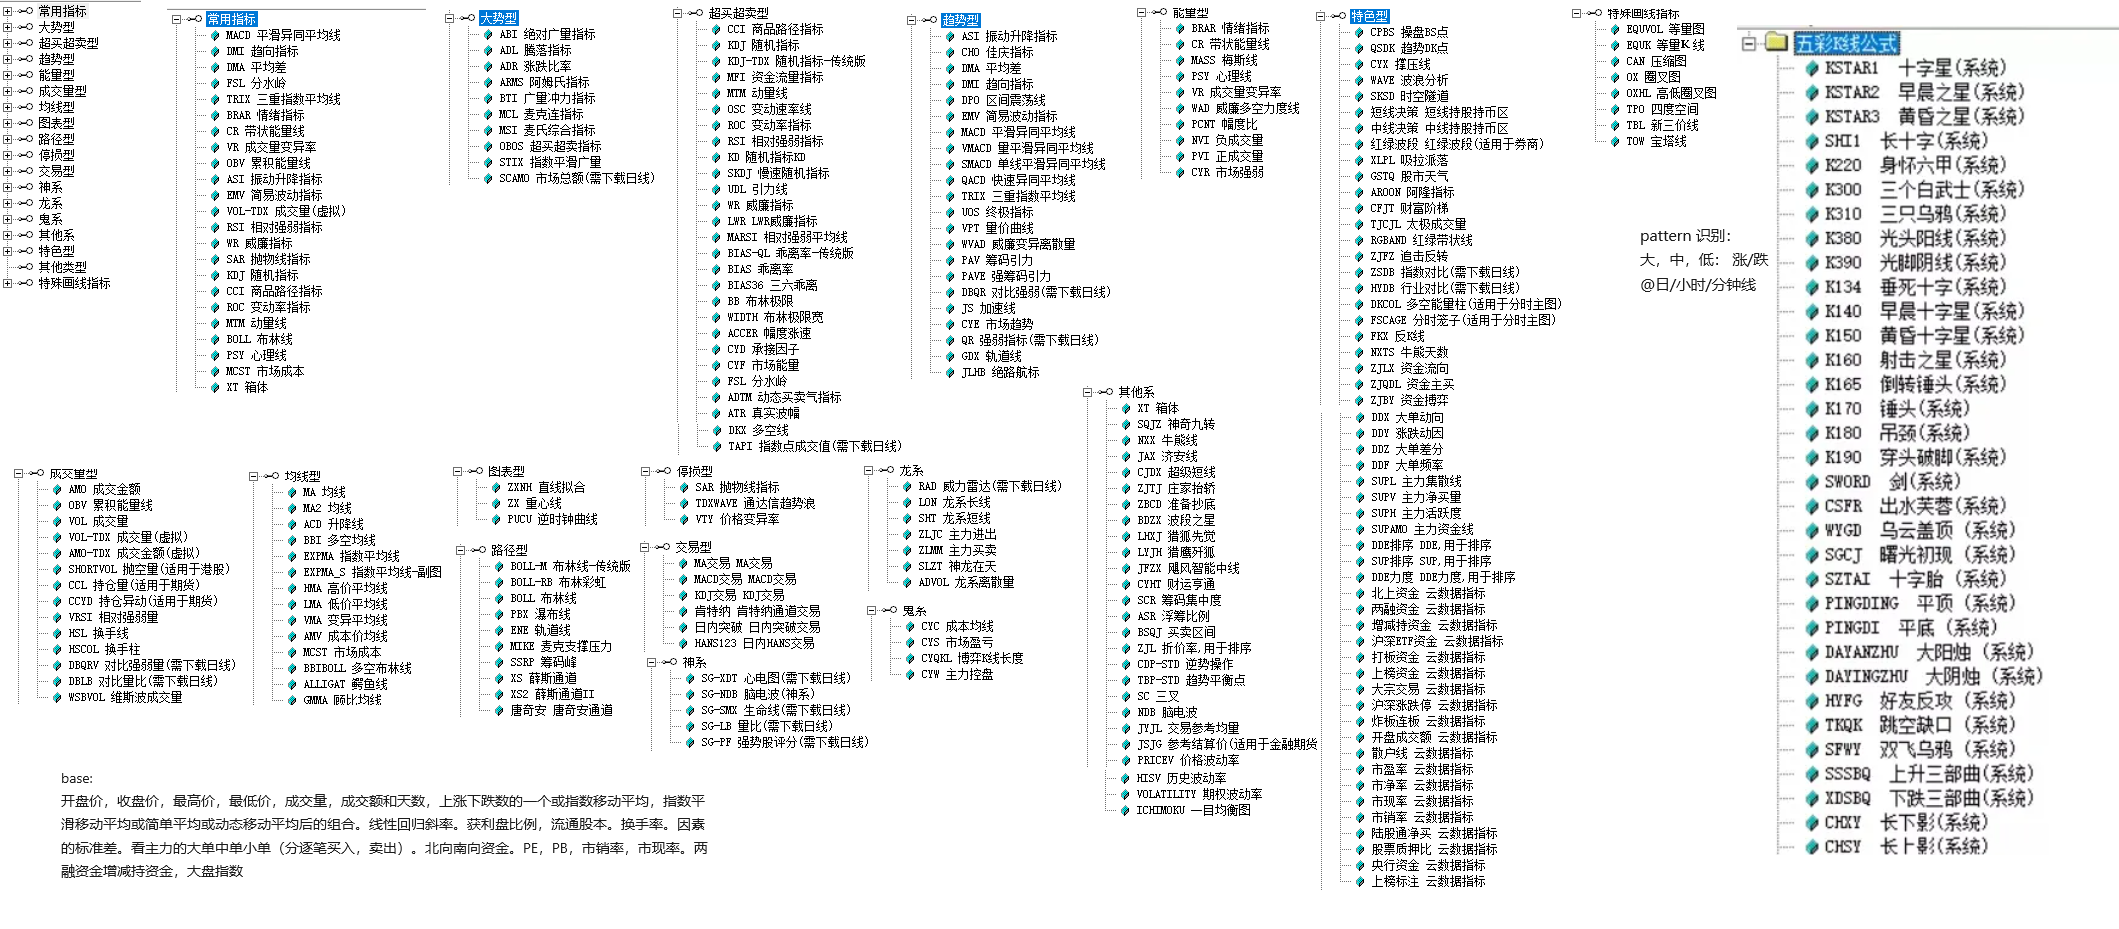 常用指标
大势型
超买超卖型
趋势型
能量型
成交量型
均线型
图表型
路径型
停损型
交易型
神系
龙系
鬼系
其他系
特色型
其他类型
特殊画线指标
常用指标
MACD 平滑异同平均线
DMI 趋向指标
DMA 平均差
FSL 分水岭
TRIX 三重指数平均线
BRAR 情绪指标
CR 带状能量线
VR 成交量变异率
OBV 累积能量线
ASI 振动升降指标
EMV 简易波动指标
VOL-TDX 成交量(虚拟)
RSI 相对强弱指标
WR 威廉指标
SAR 抛物线指标
KDJ 随机指标
CCI 商品路径指标
ROC 变动率指标
MTM 动量线
BOLL 布林线
PSY 心理线
MCST 市场成本
XT 箱体
大势型
ABI 绝对广量指标
ADL 腾落指标
ADR 涨跌比率
ARMS 阿姆氏指标
BTI 广量冲力指标
MCL 麦克连指标
MSI 麦氏综合指标
OBOS 超买超卖指标
STIX 指数平滑广量
SCAMO 市场总额(需下载日线)
超买超卖型
CCI 商品路径指标
KDJ 随机指标
KDJ-TDX 随机指标-传统版
MFI 资金流量指标
MTM 动量线
OSC 变动速率线
ROC 变动率指标
RSI 相对强弱指标
KD 随机指标KD
SKDJ 慢速随机指标
UDL 引力线
WR 威廉指标
LWR LWR威廉指标
MARSI 相对强弱平均线
BIAS-QL 乖离率-传统版
BIAS 乖离率
BIAS36 三六乖离
BB 布林极限
WIDTH 布林极限宽
ACCER 幅度涨速
CYD 承接因子
CYF 市场能量
FSL 分水岭
ADTM 动态买卖气指标
ATR 真实波幅
DKX 多空线
TAPI 指数点成交值(需下载日线)
趋势型
ASI 振动升降指标
CHO 佳庆指标
DMA 平均差
DMI 趋向指标
DPO 区间震荡线
EMV 简易波动指标
MACD 平滑异同平均线
VMACD 量平滑异同平均线
SMACD 单线平滑异同平均线
QACD 快速异同平均线
TRIX 三重指数平均线
UOS 终极指标
VPT 量价曲线
WVAD 威廉变异离散量
PAV 筹码引力
PAVE 强筹码引力
DBQR 对比强弱(需下载日线)
JS 加速线
CYE 市场趋势
QR 强弱指标(需下载日线)
GDX 轨道线
JLHB 绝路航标
能量型
BRAR 情绪指标
CR 带状能量线
MASS 梅斯线
PSY 心理线
VR 成交量变异率
WAD 威廉多空力度线
PCNT 幅度比
NVI 负成交量
PVI 正成交量
CYR 市场强弱
特色型
CPBS 操盘BS点
QSDK 趋势DK点
CYX 撑压线
WAVE 波浪分析
SKSD 时空隧道
短线决策 短线持股持币区
中线决策 中线持股持币区
红绿波段 红绿波段(适用于券商)
XLPL 吸拉派落
GSTQ 股市天气
AROON 阿隆指标
CFJT 财富阶梯
TJCJL 太极成交量
RGBAND 红绿带状线
ZJFZ 追击反转
ZSDB 指数对比(需下载日线)
HYDB 行业对比(需下载日线)
DKCOL 多空能量柱(适用于分时主图)
FSCAGE 分时笼子(适用于分时主图)
FKX 反K线
NXTS 牛熊天数
ZJLX 资金流向
ZJQDL 资金主买
ZJBY 资金搏弈
DDX 大单动向
DDY 涨跌动因
DDZ 大单差分
DDF 大单频率
SUPL 主力集散线
SUPV 主力净买量
SUPH 主力活跃度
SUPAMO 主力资金线
DDE排序 DDE,用于排序
SUP排序 SUP,用于排序
DDE力度 DDE力度,用于排序
北上资金 云数据指标
两融资金 云数据指标
增减持资金 云数据指标
沪深ETF资金 云数据指标
打板资金 云数据指标
上榜资金 云数据指标
大宗交易 云数据指标
沪深涨跌停 云数据指标
炸板连板 云数据指标
开盘成交额 云数据指标
散户线 云数据指标
市盈率 云数据指标
市净率 云数据指标
市现率 云数据指标
市销率 云数据指标
陆股通净买 云数据指标
股票质押比 云数据指标
央行资金 云数据指标
上榜标注 云数据指标
特殊画线指标
EQUVOL 等量图
EQUK 等量K线
CAN 压缩图
OX 圈叉图
OXHL 高低圈叉图
TPO 四度空间
TBL 新三价线
TOW 宝塔线
pattern 识别：
大，中，低： 涨/跌
@日/小时/分钟线
五彩K线公式
KSTAR1 十字星(系统)
KSTAR2 早晨之星(系统)
KSTAR3 黄昏之星(系统)
SHI1 长十字(系统)
K220 身怀六甲(系统)
K300 三个白武士(系统)
K310 三只乌鸦(系统)
K380 光头阳线(系统)
K390 光脚阴线(系统)
K134 垂死十字(系统)
K140 早晨十字星(系统)
K150 黄昏十字星(系统)
K160 射击之星(系统)
K165 倒转锤头(系统)
K170 锤头(系统)
K180 吊颈(系统)
K190 穿头破脚(系统)
SWORD 剑(系统)
CSFR 出水芙蓉(系统)
WYGD 乌云盖顶 (系统)
SGCJ 曙光初现 (系统)
SZTAI 十字胎 (系统)
PINGDING 平顶 (系统)
PINGDI 平底 (系统)
DAYANZHU 大阳烛 (系统)
DAYINGZHU 大阴烛 (系统)
HYFG 好友反攻 (系统)
TKQK 跳空缺口 (系统)
SFWY 双飞乌鸦 (系统)
SSSBQ 上升三部曲(系统)
XDSBQ 下跌三部曲(系统)
CHXY 长下影(系统)
CHSY 长上影(系统)
成交量型
AMO 成交金额
OBV 累积能量线
VOL 成交量
VOL-TDX 成交量(虚拟)
AMO-TDX 成交金额(虚拟)
SHORTVOL 抛空量(适用于港股)
CCL 持仓量(适用于期货)
CCYD 持仓异动(适用于期货)
VRSI 相对强弱量
HSL 换手线
HSCOL 换手柱
DBQRV 对比强弱量(需下载日线)
DBLB 对比量比(需下载日线)
WSBVOL 维斯波成交量
均线型
MA 均线
MA2 均线
ACD 升降线
BBI 多空均线
EXPMA 指数平均线
EXPMA_S 指数平均线-副图
HMA 高价平均线
LMA 低价平均线
VMA 变异平均线
AMV 成本价均线
MCST 市场成本
BBIBOLL 多空布林线
ALLIGAT 鳄鱼线
GMMA 顾比均线
图表型
ZXNH 直线拟合
ZX 重心线
PUCU 逆时钟曲线
路径型
BOLL-M 布林线-传统版
BOLL-RB 布林彩虹
BOLL 布林线
PBX 瀑布线
ENE 轨道线
MIKE 麦克支撑压力
SSRP 筹码峰
XS 薛斯通道
XS2 薛斯通道II
唐奇安 唐奇安通道
停损型
SAR 抛物线指标
TDXWAVE 通达信趋势浪
VTY 价格变异率
交易型
MA交易 MA交易
MACD交易 MACD交易
KDJ交易 KDJ交易
肯特纳 肯特纳通道交易
日内突破 日内突破交易
HANS123 日内HANS交易
神系
SG-XDT 心电图(需下载日线)
SG-NDB 脑电波(神系)
SG-SMX 生命线(需下载日线)
SG-LB 量比(需下载日线)
SG-PF 强势股评分(需下载日线)
龙系
RAD 威力雷达(需下载日线)
LON 龙系长线
SHT 龙系短线
ZLJC 主力进出
ZLMM 主力买卖
SLZT 神龙在天
ADVOL 龙系离散量
鬼系
CYC 成本均线
CYS 市场盈亏
CYQKL 博弈K线长度
CYW 主力控盘
其他系
XT 箱体
SQJZ 神奇九转
NXX 牛熊线
JAX 济安线
CJDX 超级短线
ZJTJ 庄家抬轿
ZBCD 准备抄底
BDZX 波段之星
LHXJ 猎狐先觉
LYJH 猎鹰歼狐
JFZX 飓风智能中线
CYHT 财运亨通
SCR 筹码集中度
ASR 浮筹比例
BSQJ 买卖区间
ZJL 折价率,用于排序
CDP-STD 逆势操作
TBP-STD 趋势平衡点
SC 三叉
NDB 脑电波
JYJL 交易参考均量
JSJG 参考结算价(适用于金融期货
PRICEV 价格波动率
HISV 历史波动率
VOLATILITY 期权波动率
ICHIMOKU 一目均衡图
base:
开盘价，收盘价，最高价，最低价，成交量，成交额和天数，上涨下跌数的一个或指数移动平均，指数平
滑移动平均或简单平均或动态移动平均后的组合。线性回归斜率。获利盘比例，流通股本。换手率。因素
的标准差。看主力的大单中单小单（分逐笔买入，卖出）。北向南向资金。PE，PB，市销率，市现率。两
融资金增减持资金，大盘指数